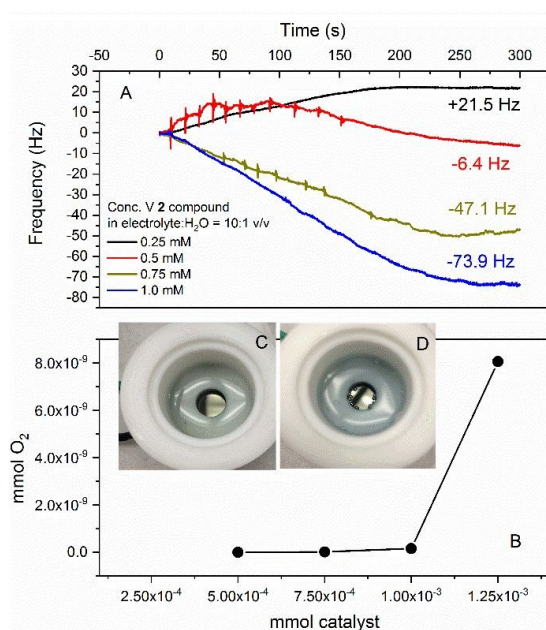 Time (s)
-50 0 50 100 150 200 250 300
30
20
10
0
-10
-20
-30
-40
-50
-60
-70
-80
Frequency (Hz)
A
+21.5 Hz
-6.4 Hz
-47.1 Hz
-73.9 Hz
Conc. V 2 compound
in electrolyte:H₂O = 10:1 v/v
0.25 mM
0.5 mM
0.75 mM
1.0 mM
C
D
8.0x10⁻⁹
6.0x10⁻⁹
4.0x10⁻⁹
2.0x10⁻⁹
0.0
mmol O₂
B
2.50x10⁻⁴ 5.00x10⁻⁴ 7.50x10⁻⁴ 1.00x10⁻³ 1.25x10⁻³
mmol catalyst